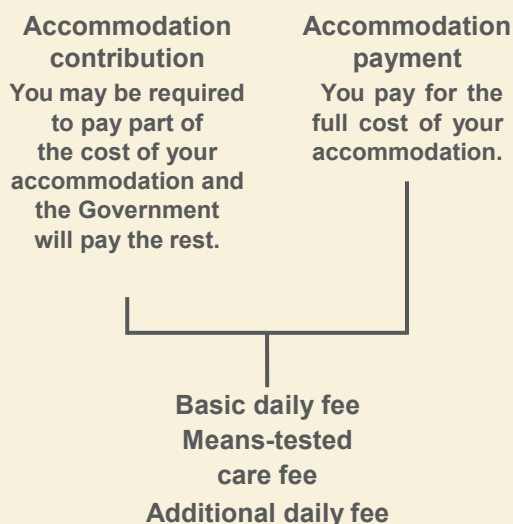 Accommodation
contribution
You may be required
to pay part of
the cost of your
accommodation and
the Government
will pay the rest.
Accommodation
payment
You pay for the
full cost of your
accommodation.
Basic daily fee
Means-tested
care fee
Additional daily fee